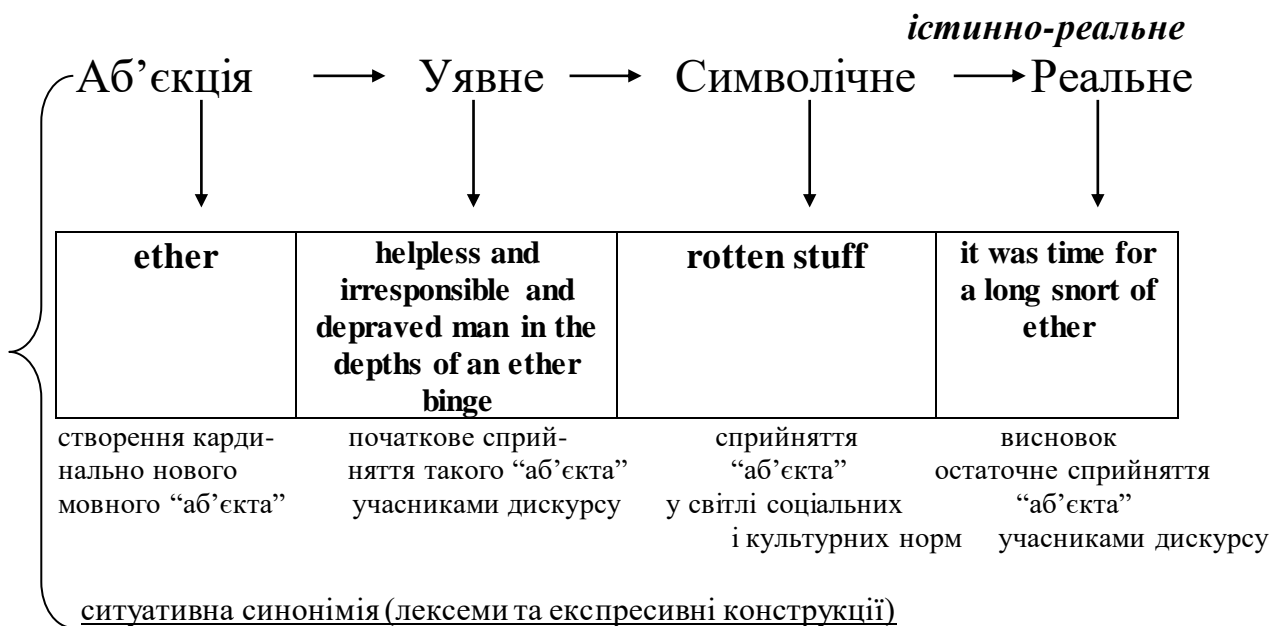 істинно-реальне
Аб’єкція Уявне Символічне Реальне
ether
helpless and
irresponsible and
depraved man in the
depths of an ether
binge
rotten stuff
it was time for
a long snort of
ether
створення карди-
нально нового
мовного “аб’єкта”
початкове сприй-
няття такого “аб’єкта”
учасниками дискурсу
сприйняття
“аб’єкта”
у світлі соціальних
і культурних норм
висновок
остаточне сприйняття
“аб’єкта”
учасниками дискурсу
ситуативна синонімія (лексеми та експресивні конструкції)